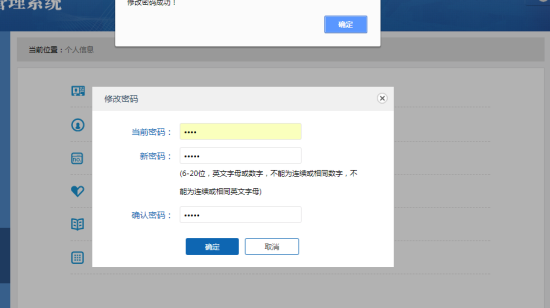 管理系统
修改密码成功！
确定
当前位置：个人信息
修改密码
当前密码：
新密码：
(6-20位，英文字母或数字，不能为连续或相同数字，不
能为连续或相同英文字母)
确认密码：
确定
取消